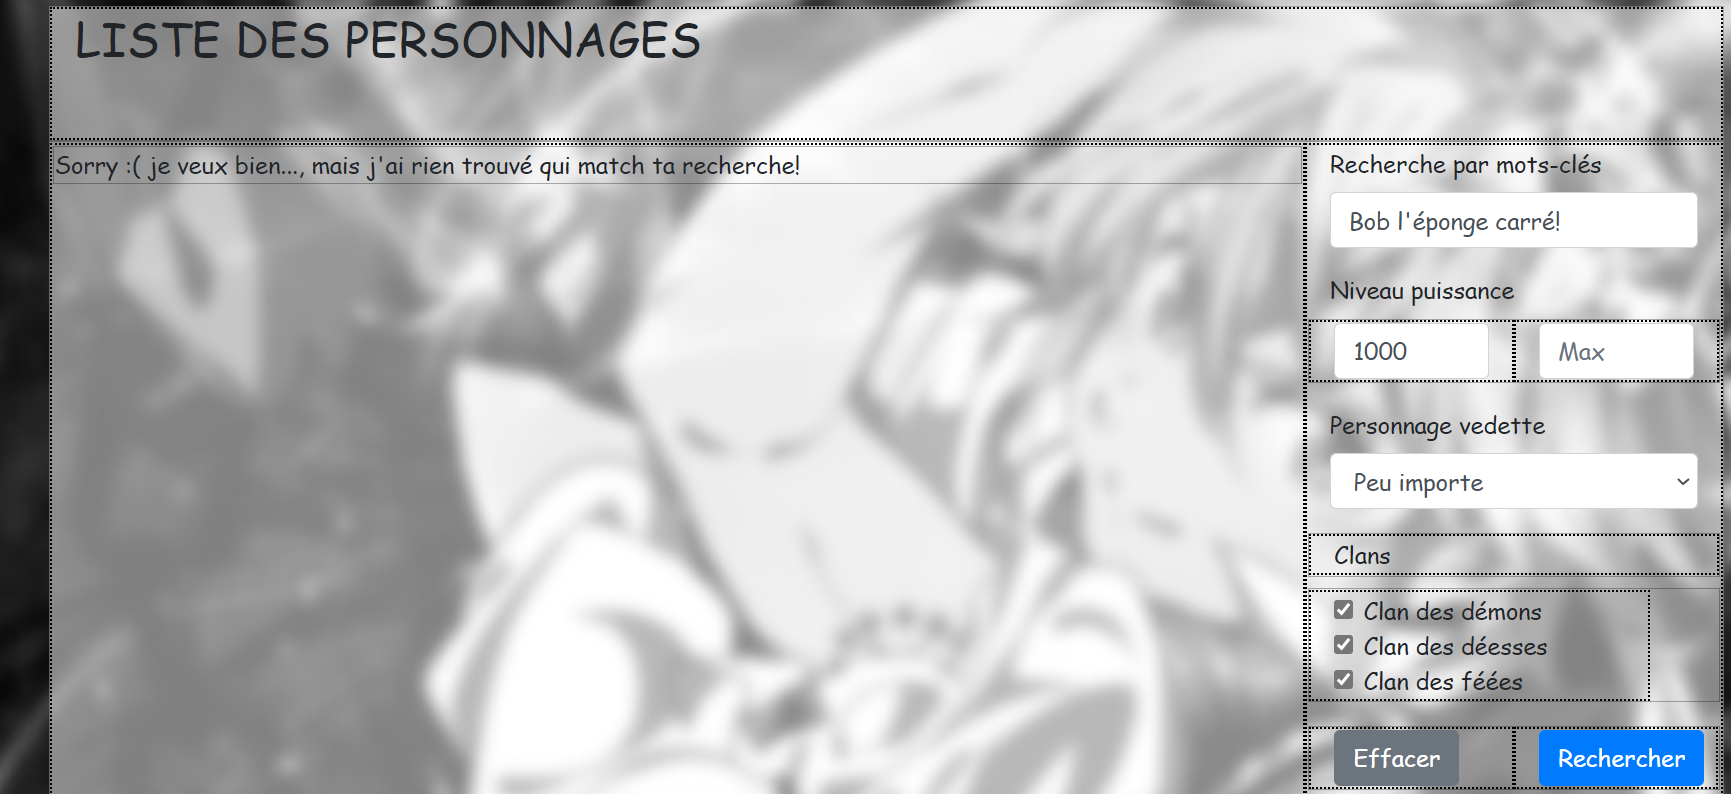 LISTE DES PERSONNAGES
Sorry :( je veux bien..., mais j'ai rien trouvé qui match ta recherche!
Recherche par mots-clés
Bob l'éponge carré!
Niveau puissance
1000
Max
Personnage vedette
Peu importe
Clans
Clan des démons
Clan des déesses
Clan des féées
Effacer
Rechercher